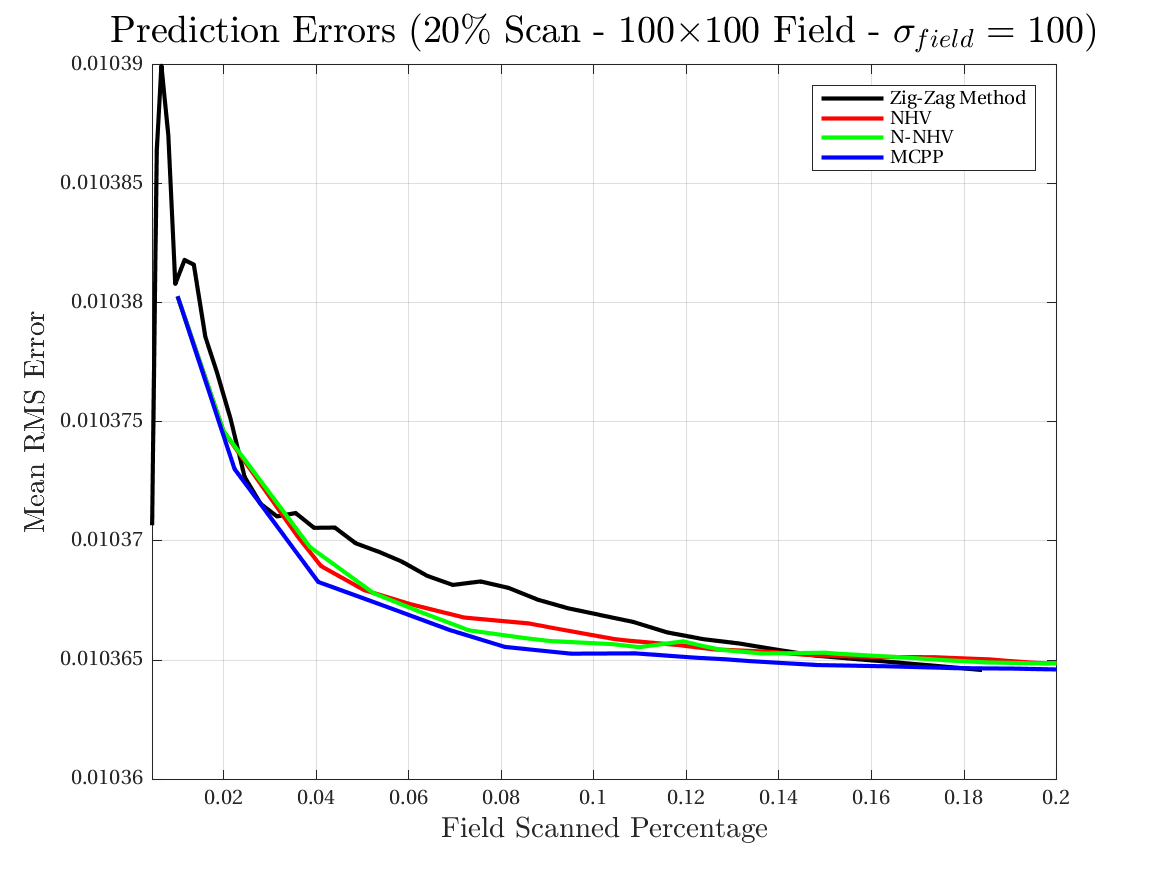 Prediction Errors (20% Scan - 100×100 Field - σ_field = 100)
0.01039
0.010385
0.01038
0.010375
0.01037
0.010365
0.01036
Mean RMS Error
Zig-Zag Method
NHV
N-NHV
MCPP
0.02 0.04 0.06 0.08 0.1 0.12 0.14 0.16 0.18 0.2
Field Scanned Percentage